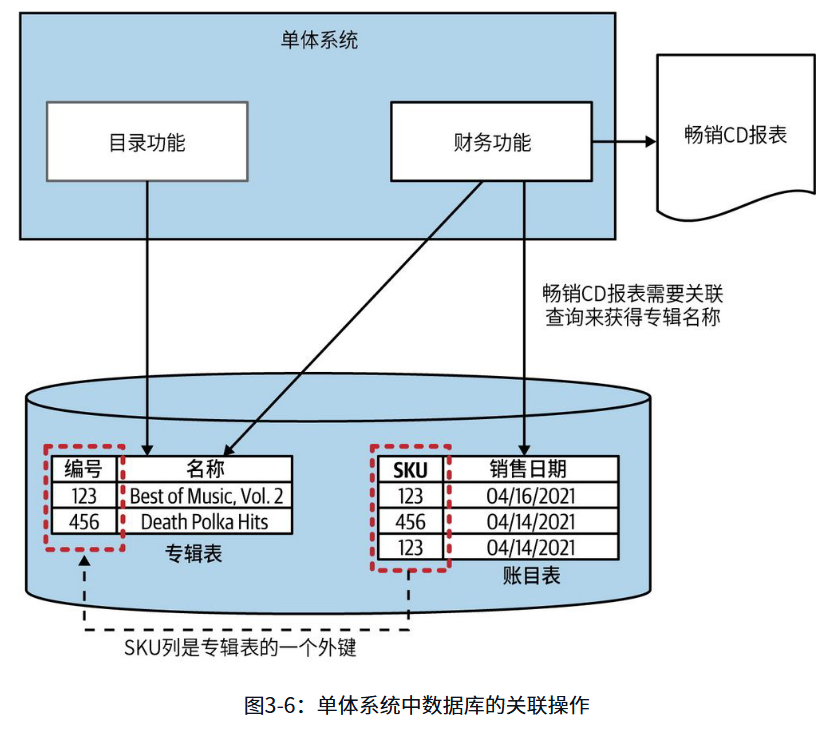 单体系统
目录功能
财务功能
畅销CD报表
畅销CD报表需要关联
查询来获得专辑名称
编号 名称
123 Best of Music, Vol. 2
456 Death Polka Hits
专辑表
SKU 销售日期
123 04/16/2021
456 04/14/2021
123 04/14/2021
账目表
SKU列是专辑表的一个外键
图3-6：单体系统中数据库的关联操作